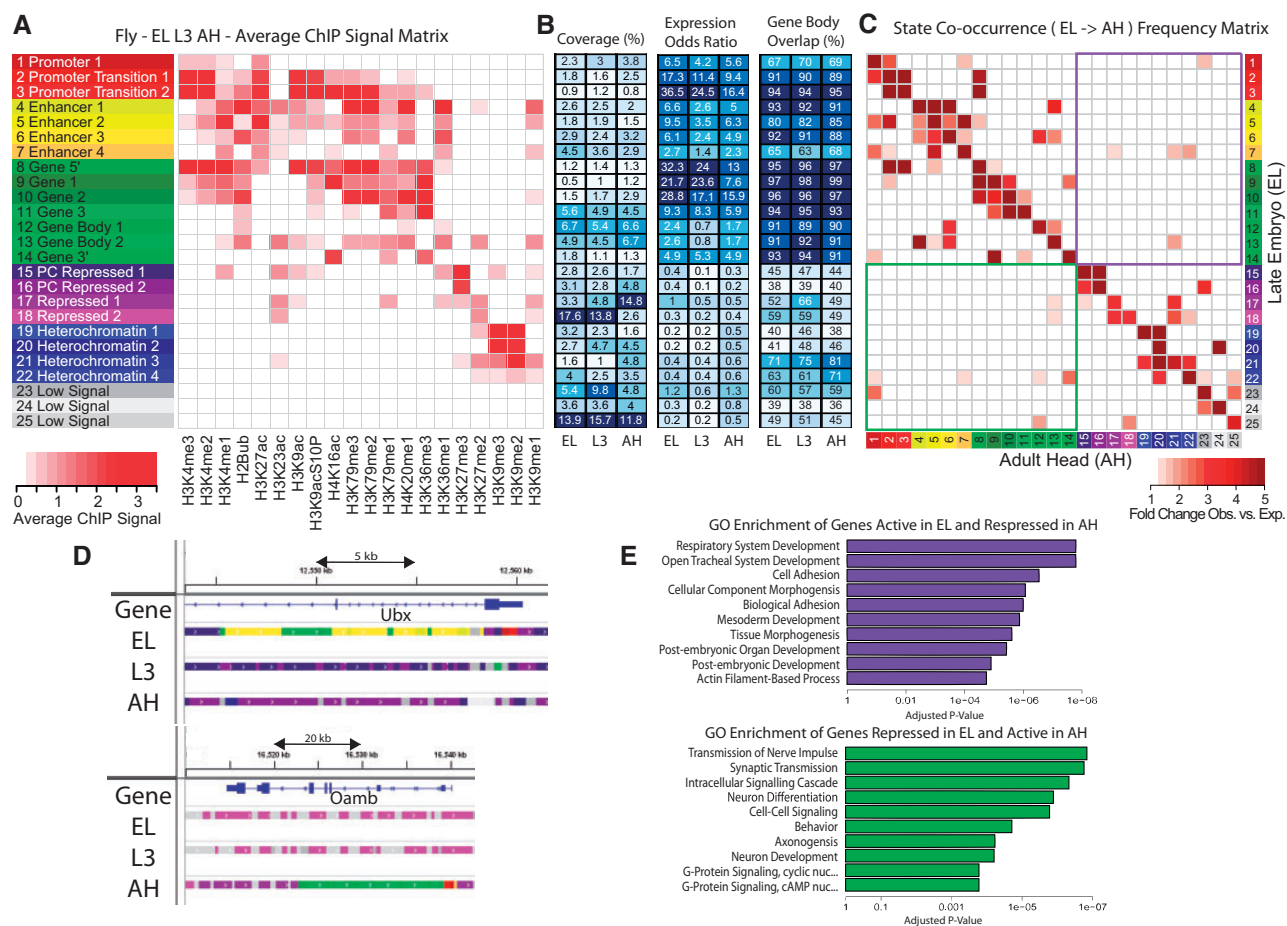 A
Fly - EL L3 AH - Average ChIP Signal Matrix
1 Promoter 1
2 Promoter Transition 1
3 Promoter Transition 2
4 Enhancer 1
5 Enhancer 2
6 Enhancer 3
7 Enhancer 4
8 Gene 5'
9 Gene 1
10 Gene 2
11 Gene 3
12 Gene Body 1
13 Gene Body 2
14 Gene 3'
15 PC Repressed 1
16 PC Repressed 2
17 Repressed 1
18 Repressed 2
19 Heterochromatin 1
20 Heterochromatin 2
21 Heterochromatin 3
22 Heterochromatin 4
23 Low Signal
24 Low Signal
25 Low Signal
H3K4me3
H3K4me2
H3K4me1
H2Bub
H3K27ac
H3K23ac
H3K9ac
H3K9acS10P
H4K16ac
H3K79me3
H3K79me2
H3K79me1
H4K20me1
H3K36me3
H3K36me1
H3K27me3
H3K27me2
H3K9me3
H3K9me2
H3K9me1
0 1 2 3
Average ChIP Signal
B
Coverage (%)
Expression Odds Ratio
Gene Body Overlap (%)
2.3 3 3.8 6.5 4.2 5.6 67 70 69
1.8 1.6 2.5 17.3 11.4 9.4 91 90 89
0.9 1.2 0.8 36.5 24.5 16.4 94 94 95
2.6 2.5 2 6.6 2.6 5 93 92 91
1.8 1.9 1.5 9.5 3.5 6.3 80 82 85
2.9 2.4 3.2 6.1 2.4 4.9 92 91 88
4.5 3.6 2.9 2.7 1.4 2.3 65 63 68
1.2 1.4 1.3 32.3 24 13 95 96 97
0.5 1 1.2 21.7 23.6 7.6 97 98 99
1.5 1.7 2.9 28.8 17.1 15.9 96 96 97
5.6 4.9 4.5 9.3 8.3 5.9 94 95 93
6.7 5.4 6.6 2.4 0.7 1.7 91 89 90
4.9 4.5 6.7 2.6 0.8 1.7 91 92 91
1.8 1.1 1.3 4.9 5.3 4.9 93 94 91
2.8 2.6 1.7 0.4 0.1 0.3 45 47 44
3.1 2.8 4.8 0.2 0.1 0.2 38 39 40
3.3 4.8 14.8 1 0.5 0.5 52 66 49
17.6 13.8 2.6 0.3 0.2 0.4 59 59 49
3.2 2.3 1.6 0.2 0.2 0.5 50 46 38
2.7 4.7 4.5 0.2 0.2 0.5 41 48 46
1.6 1 4.8 0.4 0.4 0.6 71 75 81
4 2.5 3.5 0.4 0.4 0.6 63 61 71
5.4 9.8 4.8 1.2 0.6 1.3 60 57 59
3.6 3.6 4 0.3 0.2 0.8 39 38 36
13.9 15.7 11.8 0.2 0.2 0.5 49 51 45
EL L3 AH EL L3 AH EL L3 AH
C
State Co-occurrence ( EL -> AH ) Frequency Matrix
1
2
3
4
5
6
7
8
9
10
11
12
13
14
15
16
17
18
19
20
21
22
23
24
25
Late Embryo (EL)
1 2 3 4 5 6 7 8 9 10 11 12 13 14 15 16 17 18 19 20 21 22 23 24 25
Adult Head (AH)
1 2 3 4 5
Fold Change Obs. vs. Exp.
D
5 kb
12,550 kb 12,560 kb
Gene
Ubx
EL
L3
AH
20 kb
16,520 kb 16,530 kb 16,540 kb
Gene
Oamb
EL
L3
AH
E
GO Enrichment of Genes Active in EL and Respressed in AH
Respiratory System Development
Open Tracheal System Development
Cell Adhesion
Cellular Component Morphogenesis
Biological Adhesion
Mesoderm Development
Tissue Morphogenesis
Post-embryonic Organ Development
Post-embryonic Development
Actin Filament-Based Process
1 0.01 1e-04 1e-06 1e-08
Adjusted P-Value
GO Enrichment of Genes Repressed in EL and Active in AH
Transmission of Nerve Impulse
Synaptic Transmission
Intracellular Signalling Cascade
Neuron Differentiation
Cell-Cell Signaling
Behavior
Axonogenesis
Neuron Development
G-Protein Signaling, cyclic nuc...
G-Protein Signaling, cAMP nuc...
1 0.1 0.001 1e-05 1e-07
Adjusted P-Value